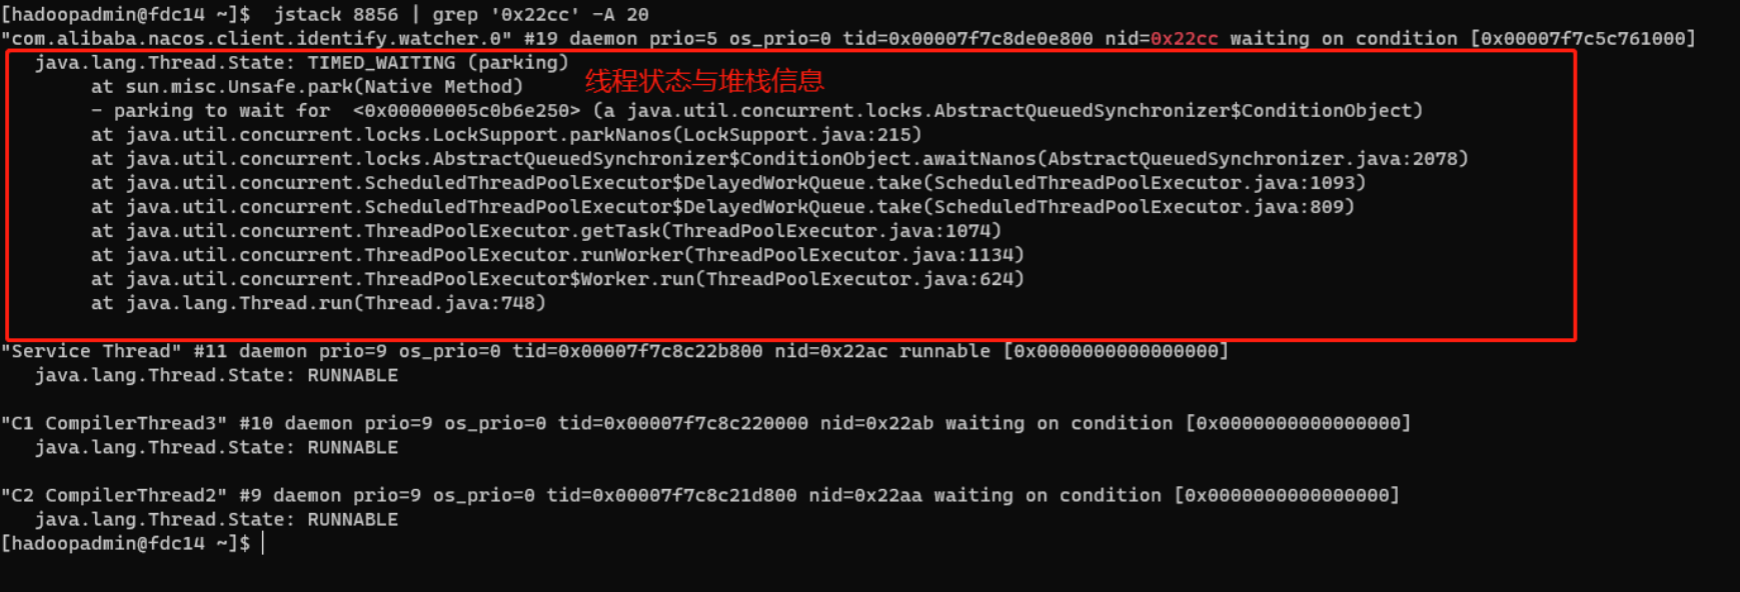 [hadoopadmin@fdc14 ~]$  jstack 8856 | grep '0x22cc' -A 20
"com.alibaba.nacos.client.identify.watcher.0" #19 daemon prio=5 os_prio=0 tid=0x00007f7c8de0e800 nid=0x22cc waiting on condition [0x00007f7c5c761000]
   java.lang.Thread.State: TIMED_WAITING (parking)
线程状态与堆栈信息
        at sun.misc.Unsafe.park(Native Method)
        - parking to wait for  <0x00000005c0b6e250> (a java.util.concurrent.locks.AbstractQueuedSynchronizer$ConditionObject)
        at java.util.concurrent.locks.LockSupport.parkNanos(LockSupport.java:215)
        at java.util.concurrent.locks.AbstractQueuedSynchronizer$ConditionObject.awaitNanos(AbstractQueuedSynchronizer.java:2078)
        at java.util.concurrent.ScheduledThreadPoolExecutor$DelayedWorkQueue.take(ScheduledThreadPoolExecutor.java:1093)
        at java.util.concurrent.ScheduledThreadPoolExecutor$DelayedWorkQueue.take(ScheduledThreadPoolExecutor.java:809)
        at java.util.concurrent.ThreadPoolExecutor.getTask(ThreadPoolExecutor.java:1074)
        at java.util.concurrent.ThreadPoolExecutor.runWorker(ThreadPoolExecutor.java:1134)
        at java.util.concurrent.ThreadPoolExecutor$Worker.run(ThreadPoolExecutor.java:624)
        at java.lang.Thread.run(Thread.java:748)
"Service Thread" #11 daemon prio=9 os_prio=0 tid=0x00007f7c8c22b800 nid=0x22ac runnable [0x0000000000000000]
   java.lang.Thread.State: RUNNABLE
"C1 CompilerThread3" #10 daemon prio=9 os_prio=0 tid=0x00007f7c8c220000 nid=0x22ab waiting on condition [0x0000000000000000]
   java.lang.Thread.State: RUNNABLE
"C2 CompilerThread2" #9 daemon prio=9 os_prio=0 tid=0x00007f7c8c21d800 nid=0x22aa waiting on condition [0x0000000000000000]
   java.lang.Thread.State: RUNNABLE
[hadoopadmin@fdc14 ~]$